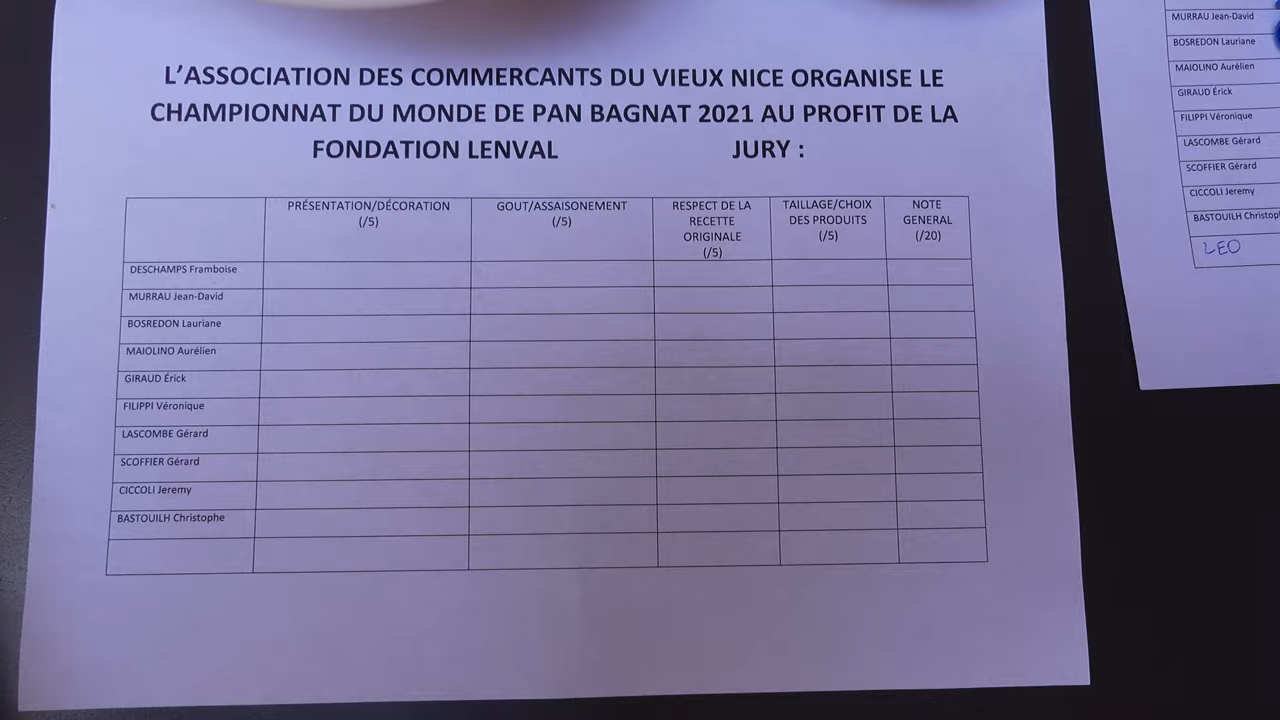 L'ASSOCIATION DES COMMERCANTS DU VIEUX NICE ORGANISE LE
CHAMPIONNAT DU MONDE DE PAN BAGNAT 2021 AU PROFIT DE LA
FONDATION LENVAL JURY :
PRÉSENTATION/DÉCORATION
(/5)
GOUT/ASSAISONEMENT
(/5)
RESPECT DE LA
RECETTE
ORIGINALE
(/5)
TAILLAGE/CHOIX
DES PRODUITS
(/5)
NOTE
GENERAL
(/20)
DESCHAMPS Framboise
MURRAU Jean-David
BOSREDON Lauriane
MAIOLINO Aurélien
GIRAUD Érick
FILIPPI Véronique
LASCOMBE Gérard
SCOFFIER Gérard
CICCOLI Jeremy
BASTOUILH Christophe
MURRAU Jean-David
BOSREDON Lauriane
MAIOLINO Aurélien
GIRAUD Érick
FILIPPI Véronique
LASCOMBE Gérard
SCOFFIER Gérard
CICCOLI Jeremy
BASTOUILH Christop
LEO